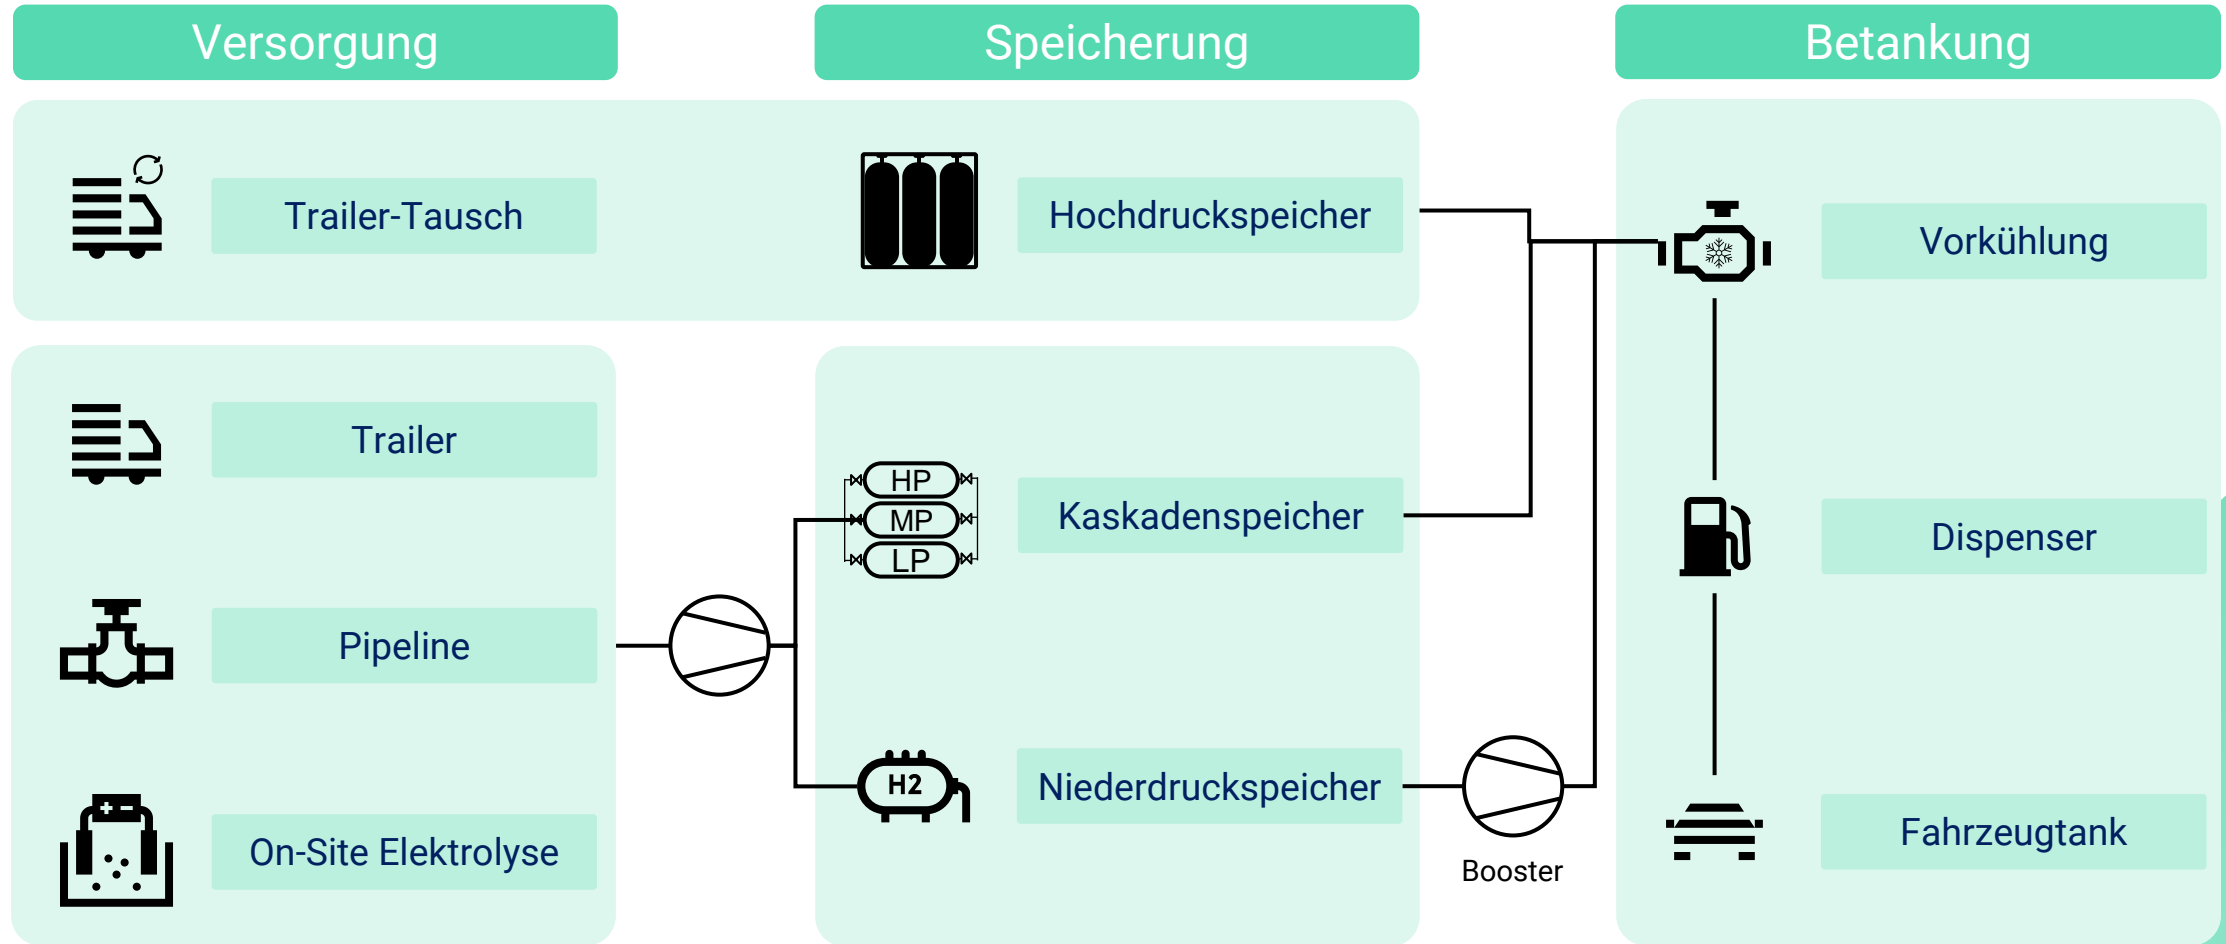 Versorgung
Speicherung
Betankung
Trailer-Tausch
Hochdruckspeicher
Vorkühlung
Trailer
HP
MP
LP
Kaskadenspeicher
Dispenser
Pipeline
H2
Niederdruckspeicher
Booster
On-Site Elektrolyse
Fahrzeugtank